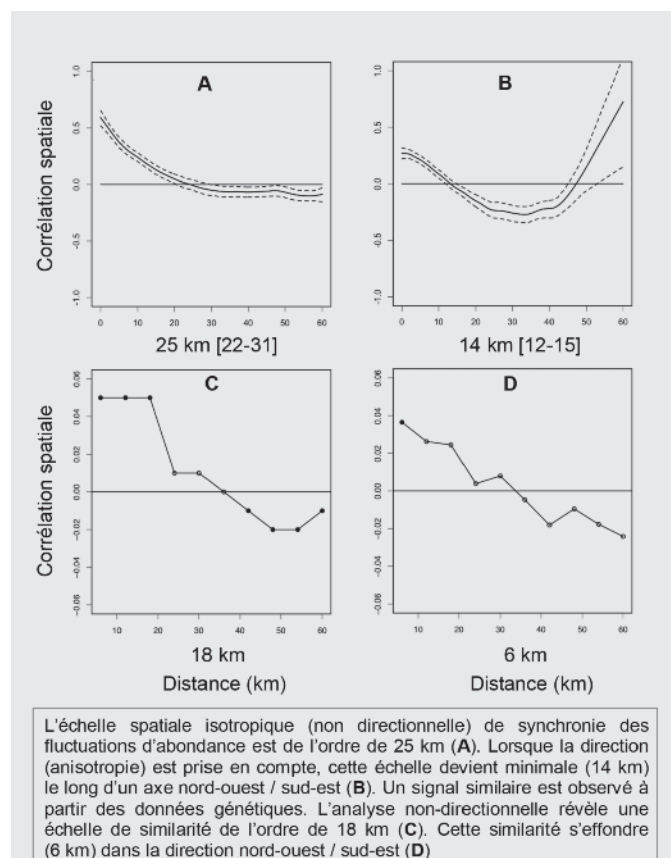 A
B
Corrélation spatiale
1.0
0.5
0.0
-0.5
-1.0
0 10 20 30 40 50 60
1.0
0.5
0.0
-0.5
-1.0
0 10 20 30 40 50 60
25 km [22-31]
14 km [12-15]
C
D
Corrélation spatiale
0.06
0.04
0.02
0.00
-0.02
-0.04
-0.06
10 20 30 40 50 60
0.06
0.04
0.02
0.00
-0.02
-0.04
-0.06
10 20 30 40 50 60
18 km
6 km
Distance (km)
Distance (km)
L'échelle spatiale isotropique (non directionnelle) de synchronie des
fluctuations d'abondance est de l'ordre de 25 km (A). Lorsque la direction
(anisotropie) est prise en compte, cette échelle devient minimale (14 km)
le long d'un axe nord-ouest / sud-est (B). Un signal similaire est observé à
partir des données génétiques. L'analyse non-directionnelle révèle une
échelle de similarité de l'ordre de 18 km (C). Cette similarité s'effondre
(6 km) dans la direction nord-ouest / sud-est (D)